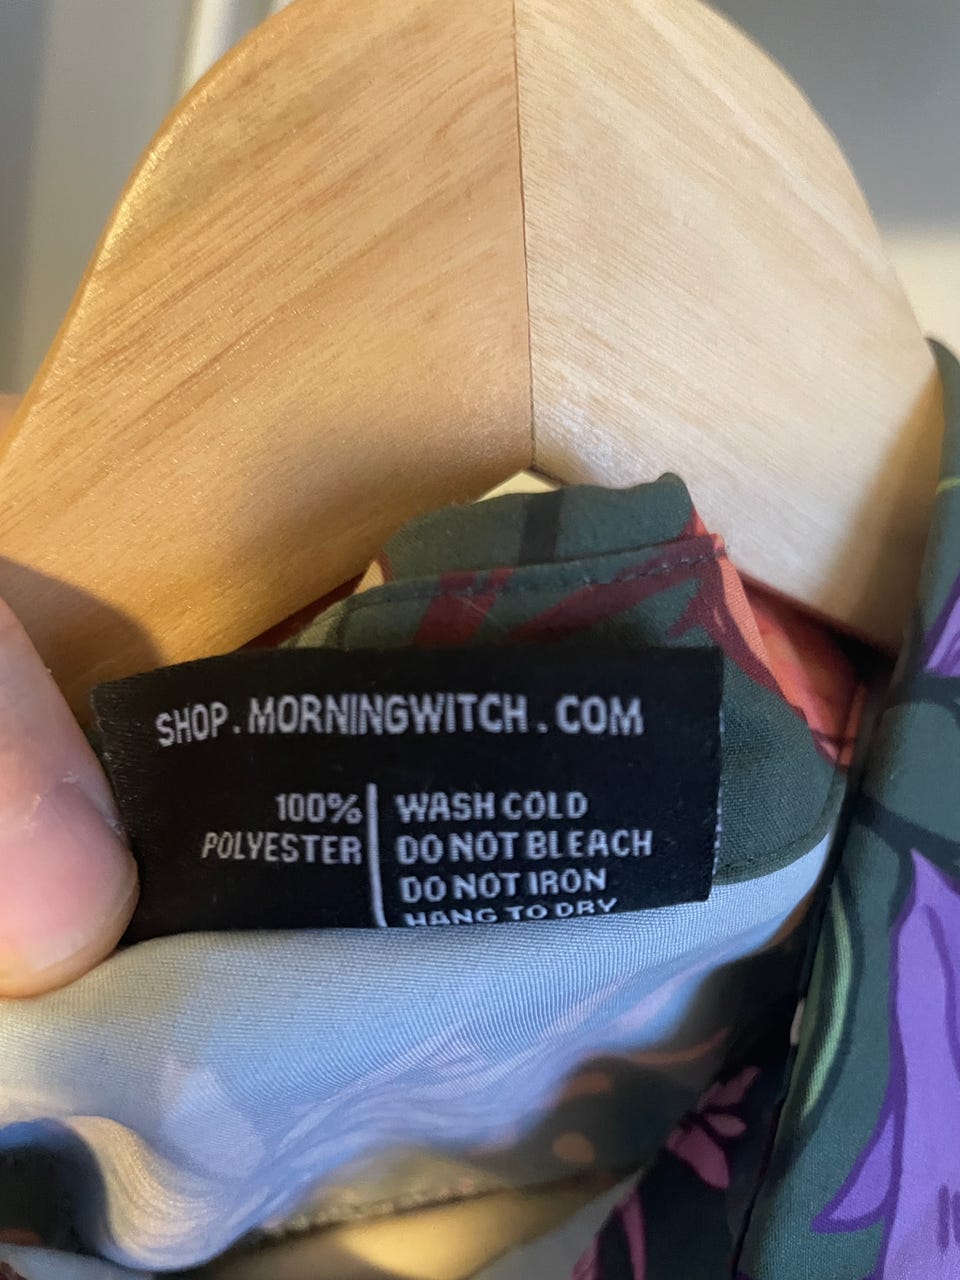 SHOP.MORNINGWITCH.COM
100%
POLYESTER
WASH COLD
DO NOT BLEACH
DO NOT IRON
HANG TO DRY